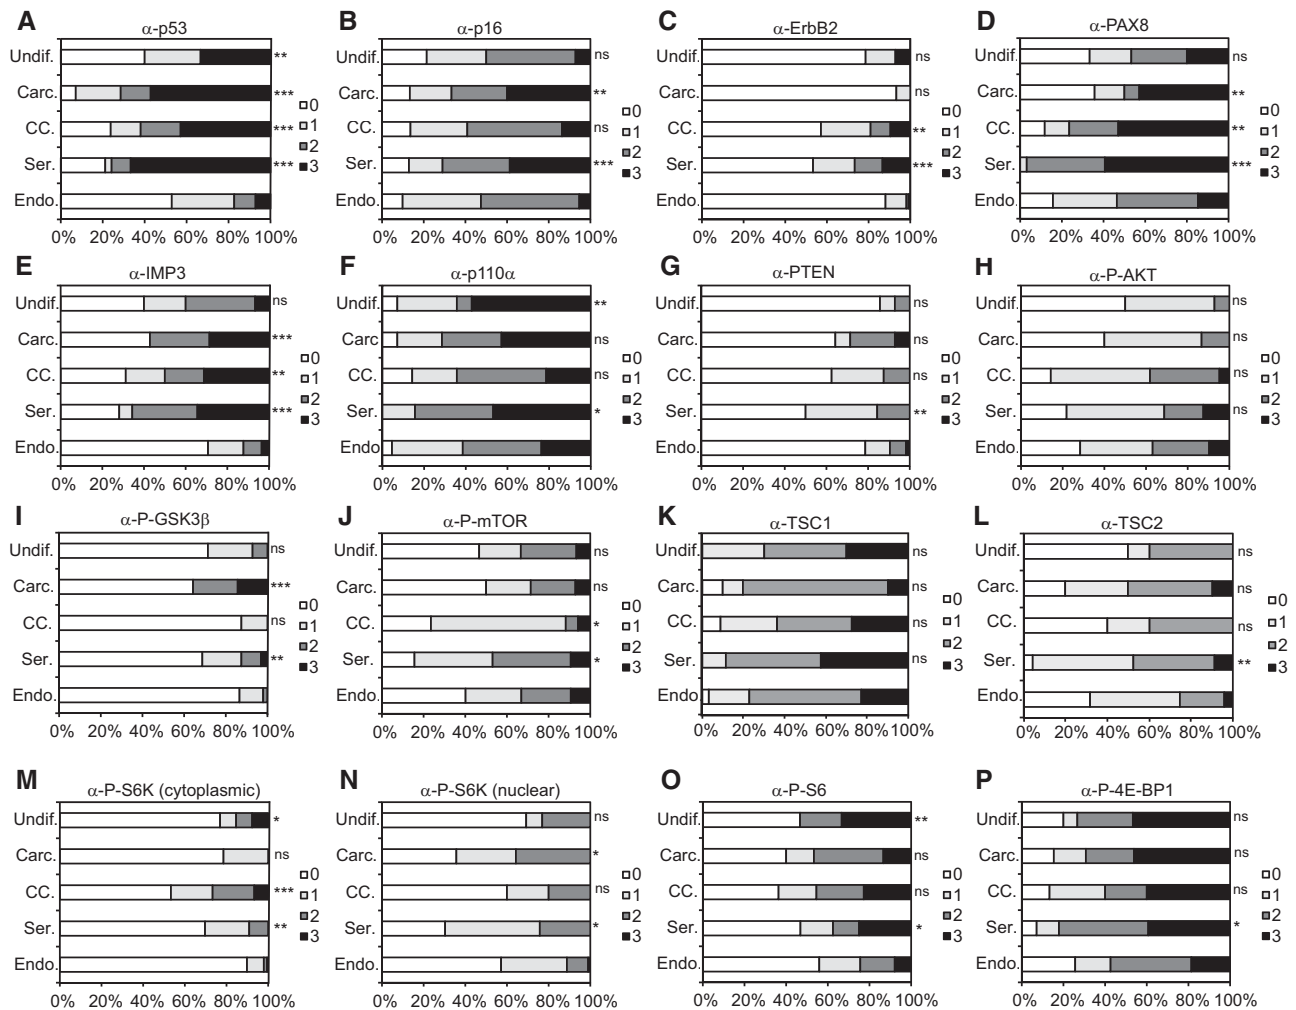 A
α-p53
Undif. **
Carc. ***
CC. ***
Ser. ***
Endo.
0
1
2
3
0% 20% 40% 60% 80% 100%
B
α-p16
Undif. ns
Carc. **
CC. ns
Ser. ***
Endo.
0
1
2
3
0% 20% 40% 60% 80% 100%
C
α-ErbB2
Undif. ns
Carc. ns
CC. **
Ser. ***
Endo.
0
1
2
3
0% 20% 40% 60% 80% 100%
D
α-PAX8
Undif. ns
Carc. **
CC. **
Ser. ***
Endo.
0
1
2
3
0% 20% 40% 60% 80% 100%
E
α-IMP3
Undif. ns
Carc. ***
CC. **
Ser. ***
Endo.
0
1
2
3
0% 20% 40% 60% 80% 100%
F
α-p110α
Undif. **
Carc ns
CC. ns
Ser. *
Endo
0
1
2
3
0% 20% 40% 60% 80% 100%
G
α-PTEN
Undif. ns
Carc. ns
CC. ns
Ser. **
Endo.
0
1
2
3
0% 20% 40% 60% 80% 100%
H
α-P-AKT
Undif. ns
Carc. ns
CC. ns
Ser. ns
Endo.
0
1
2
3
0% 20% 40% 60% 80% 100%
I
α-P-GSK3β
Undif. ns
Carc. ***
CC. ns
Ser. **
Endo.
0
1
2
3
0% 20% 40% 60% 80% 100%
J
α-P-mTOR
Undif. ns
Carc. ns
CC. *
Ser. *
Endo.
0
1
2
3
0% 20% 40% 60% 80% 100%
K
α-TSC1
Undif. ns
Carc. ns
CC. ns
Ser. ns
Endo
0
1
2
3
0% 20% 40% 60% 80% 100%
L
α-TSC2
Undif. ns
Carc. ns
CC. ns
Ser. **
Endo.
0
1
2
3
0% 20% 40% 60% 80% 100%
M
α-P-S6K (cytoplasmic)
Undif. *
Carc. ns
CC. ***
Ser. **
Endo.
0
1
2
3
0% 20% 40% 60% 80% 100%
N
α-P-S6K (nuclear)
Undif. ns
Carc. *
CC. ns
Ser. *
Endo.
0
1
2
3
0% 20% 40% 60% 80% 100%
O
α-P-S6
Undif. **
Carc. ns
CC. ns
Ser. *
Endo.
0
1
2
3
0% 20% 40% 60% 80% 100%
P
α-P-4E-BP1
Undif. ns
Carc. ns
CC. ns
Ser. *
Endo.
0
1
2
3
0% 20% 40% 60% 80% 100%